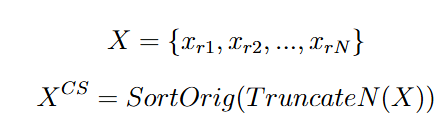 X = {x_{r1}, x_{r2}, ..., x_{rN}}
X^{CS} = SortOrig(TruncateN(X))